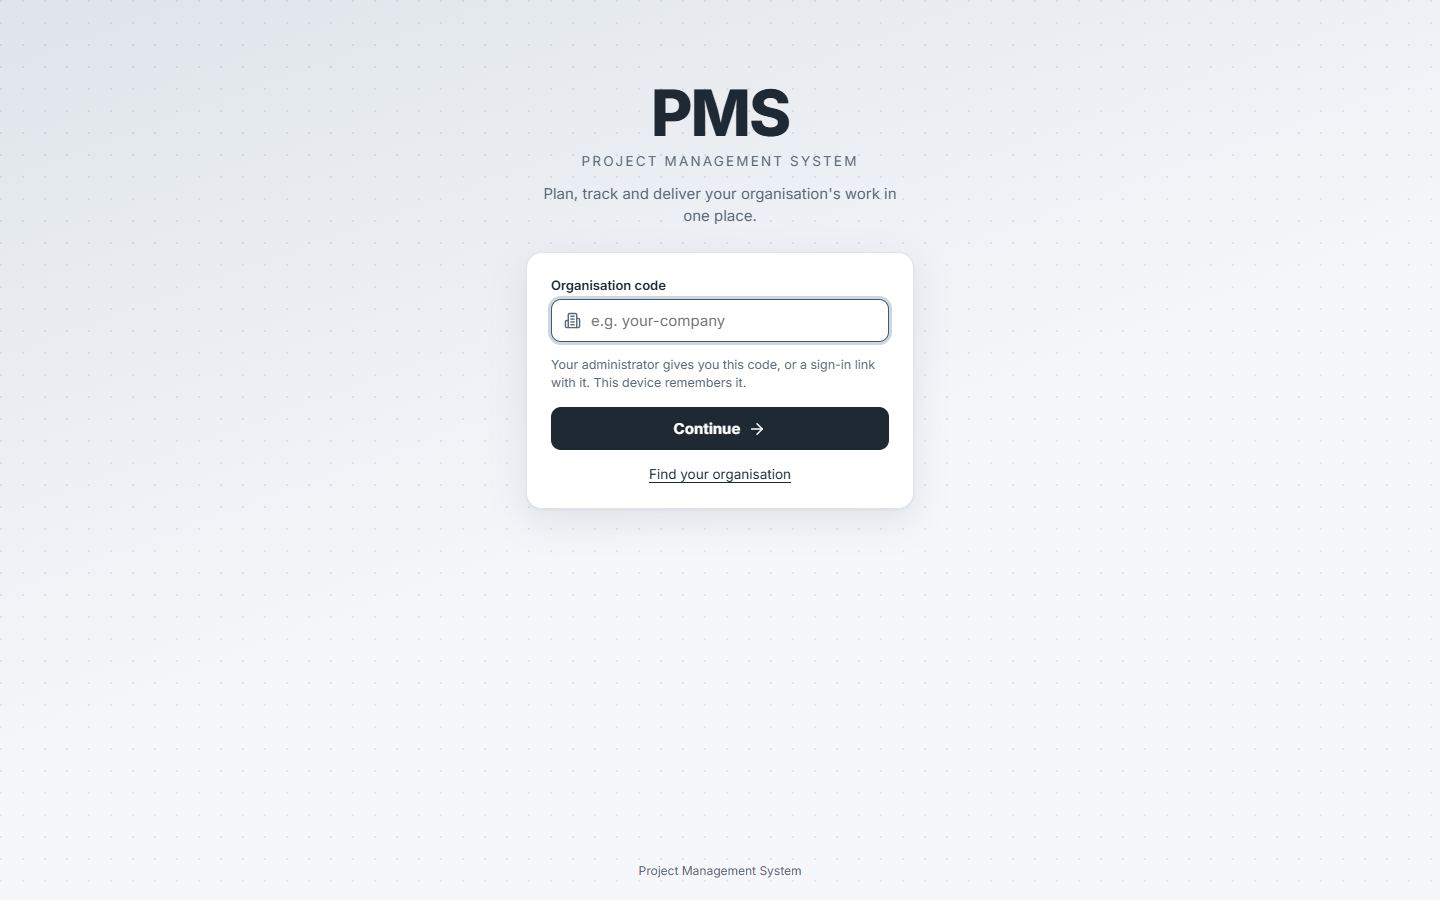 PMS
PROJECT MANAGEMENT SYSTEM
Plan, track and deliver your organisation's work in
one place.
Organisation code
e.g. your-company
Your administrator gives you this code, or a sign-in link
with it. This device remembers it.
Continue
Find your organisation
Project Management System